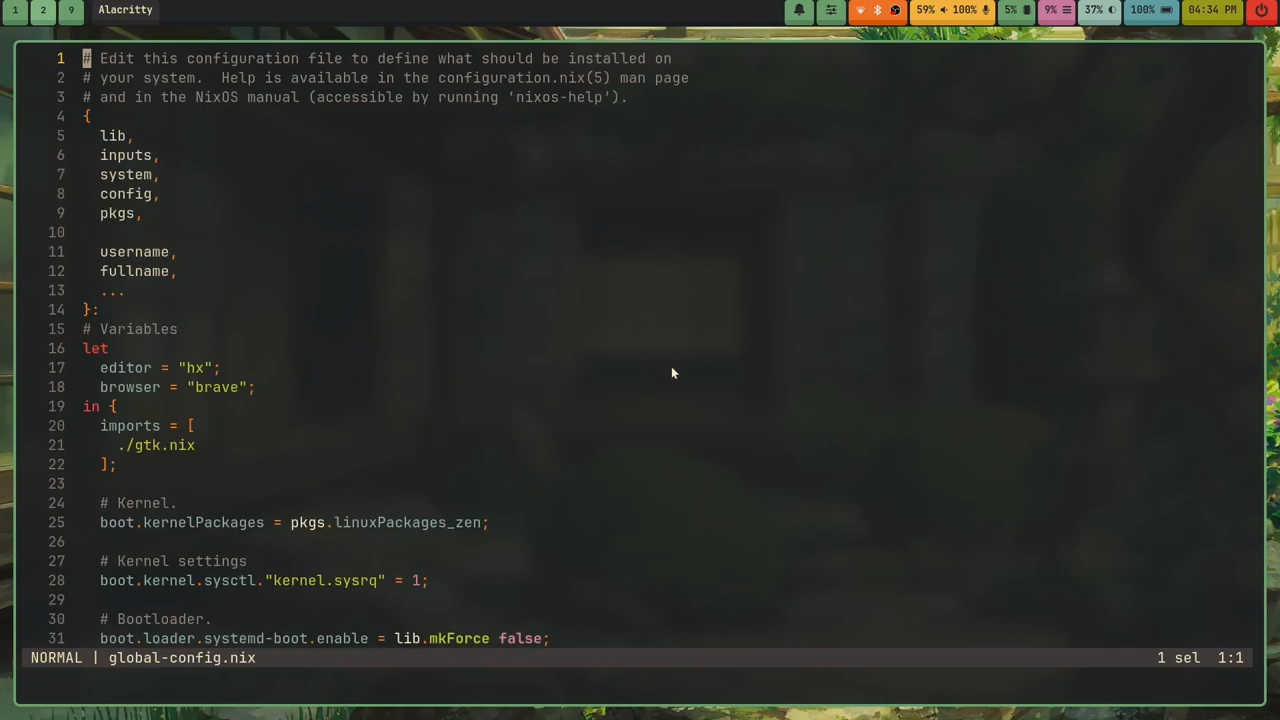 1 2 9 Alacritty 59% 100% 5% 9% 37% 100% 04:34 PM
1 # Edit this configuration file to define what should be installed on
2 # your system.  Help is available in the configuration.nix(5) man page
3 # and in the NixOS manual (accessible by running ‘nixos-help’).
4 {
5   lib,
6   inputs,
7   system,
8   config,
9   pkgs,
10
11   username,
12   fullname,
13   ...
14 }:
15 # Variables
16 let
17   editor = "hx";
18   browser = "brave";
19 in {
20   imports = [
21     ./gtk.nix
22   ];
23
24   # Kernel.
25   boot.kernelPackages = pkgs.linuxPackages_zen;
26
27   # Kernel settings
28   boot.kernel.sysctl."kernel.sysrq" = 1;
29
30   # Bootloader.
31   boot.loader.systemd-boot.enable = lib.mkForce false;
NORMAL | global-config.nix 1 sel 1:1